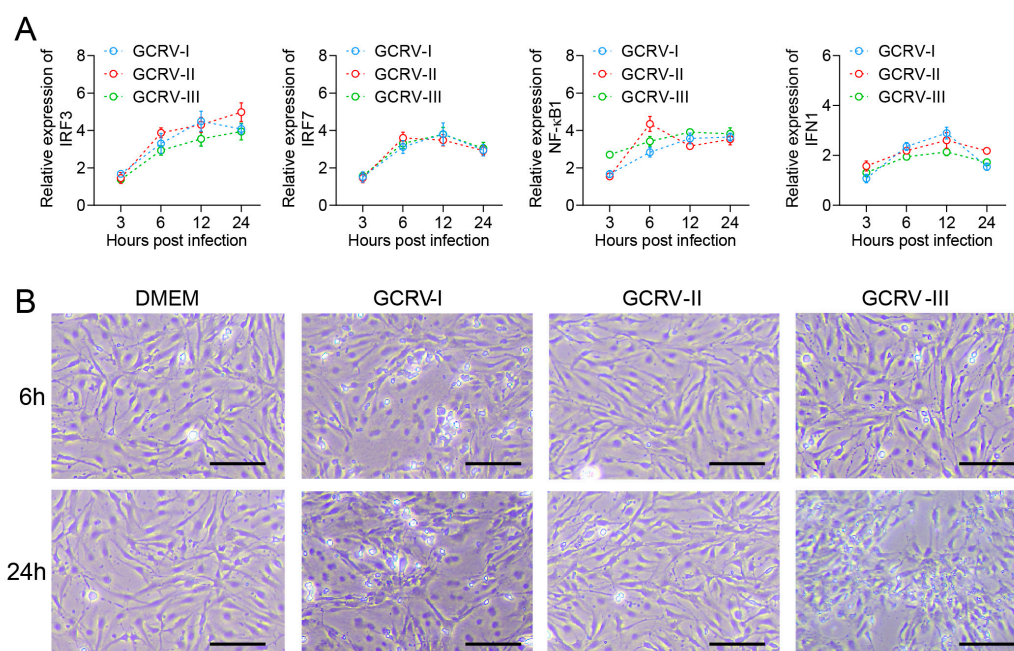 A
Relative expression of
IRF3
8
6
4
2
0
GCRV-I
GCRV-II
GCRV-III
3 6 12 24
Hours post infection
Relative expression of
IRF7
8
6
4
2
0
GCRV-I
GCRV-II
GCRV-III
3 6 12 24
Hours post infection
Relative expression of
NF-κB1
8
6
4
2
0
GCRV-I
GCRV-II
GCRV-III
3 6 12 24
Hours post infection
Relative expression of
IFN1
6
4
2
0
GCRV-I
GCRV-II
GCRV-III
3 6 12 24
Hours post infection
B
DMEM GCRV-I GCRV-II GCRV-III
6h
24h